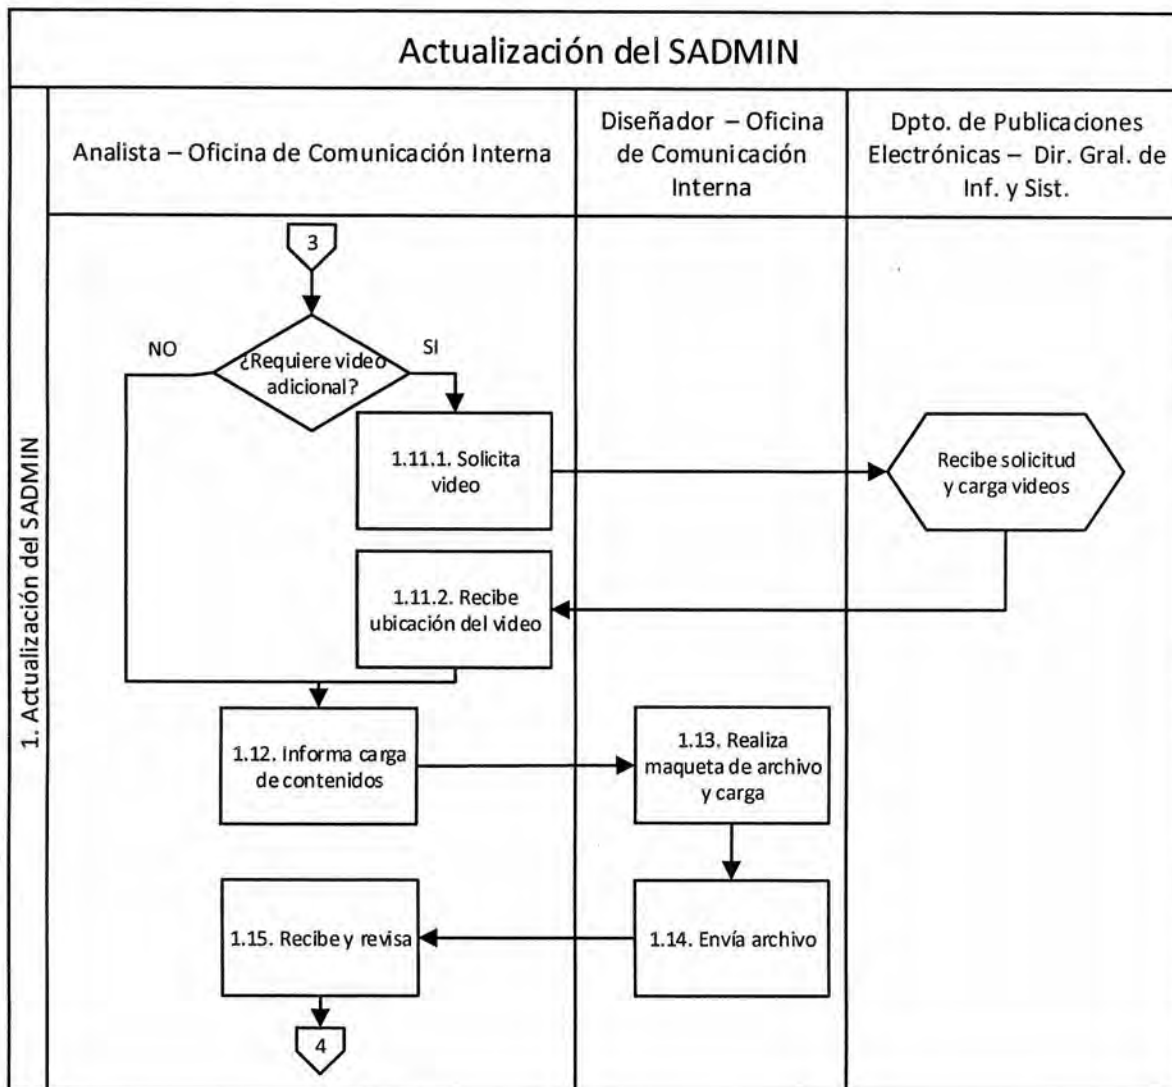 Actualización del SADMIN
1. Actualización del SADMIN
Analista – Oficina de Comunicación Interna
Diseñador – Oficina
de Comunicación
Interna
Dpto. de Publicaciones
Electrónicas – Dir. Gral. de
Inf. y Sist.
3
¿Requiere video
adicional?
NO
SI
1.11.1. Solicita
video
Recibe solicitud
y carga videos
1.11.2. Recibe
ubicación del video
1.12. Informa carga
de contenidos
1.13. Realiza
maqueta de archivo
y carga
1.15. Recibe y revisa
1.14. Envía archivo
4